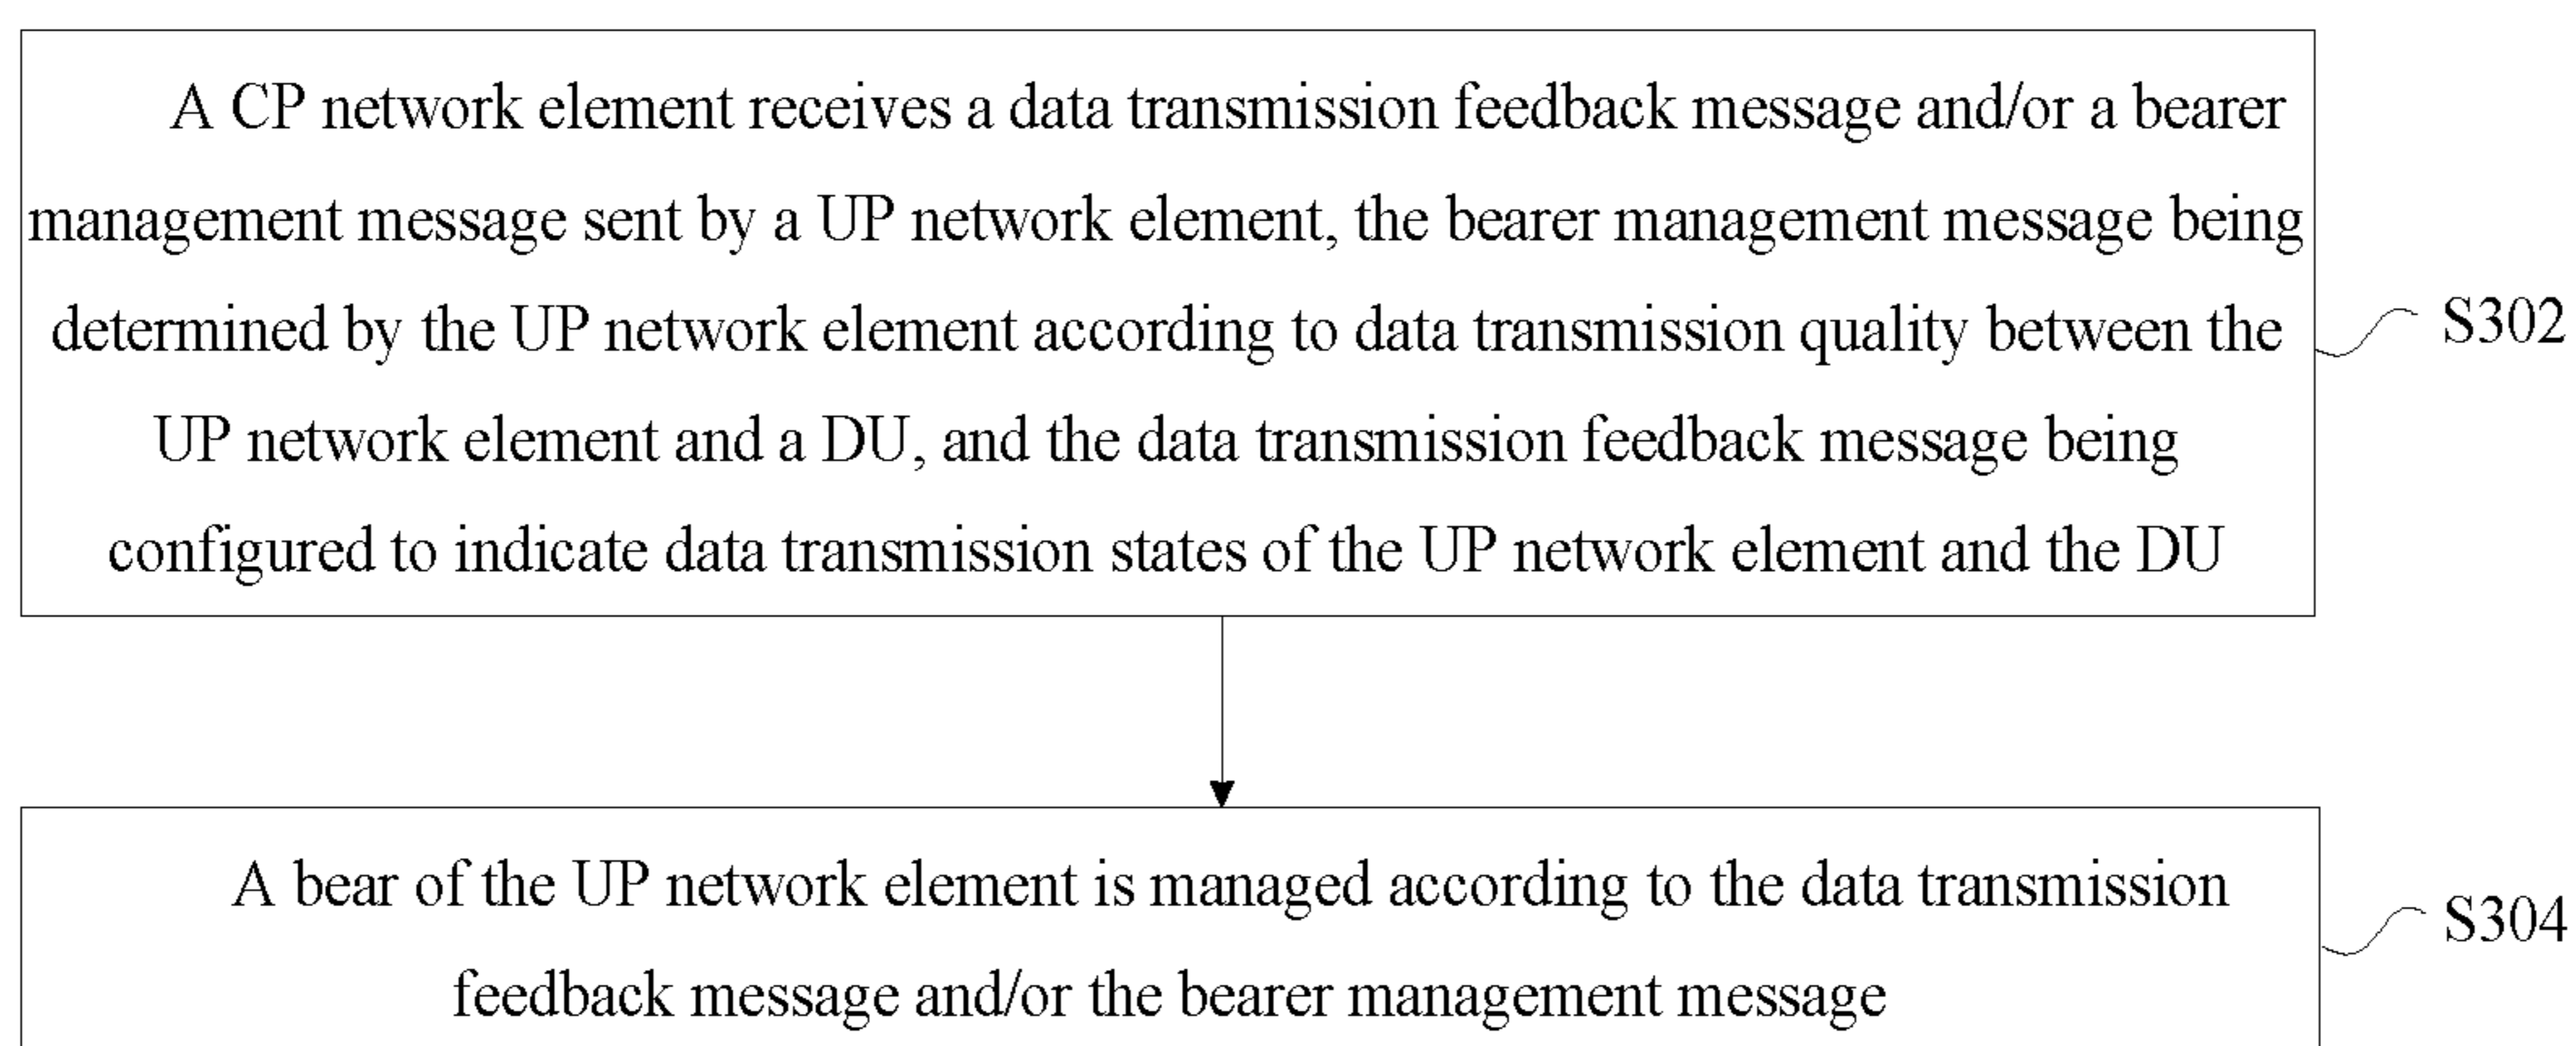 A CP network element receives a data transmission feedback message and/or a bearer
management message sent by a UP network element, the bearer management message being
determined by the UP network element according to data transmission quality between the
UP network element and a DU, and the data transmission feedback message being
configured to indicate data transmission states of the UP network element and the DU
S302
A bear of the UP network element is managed according to the data transmission
feedback message and/or the bearer management message
S304